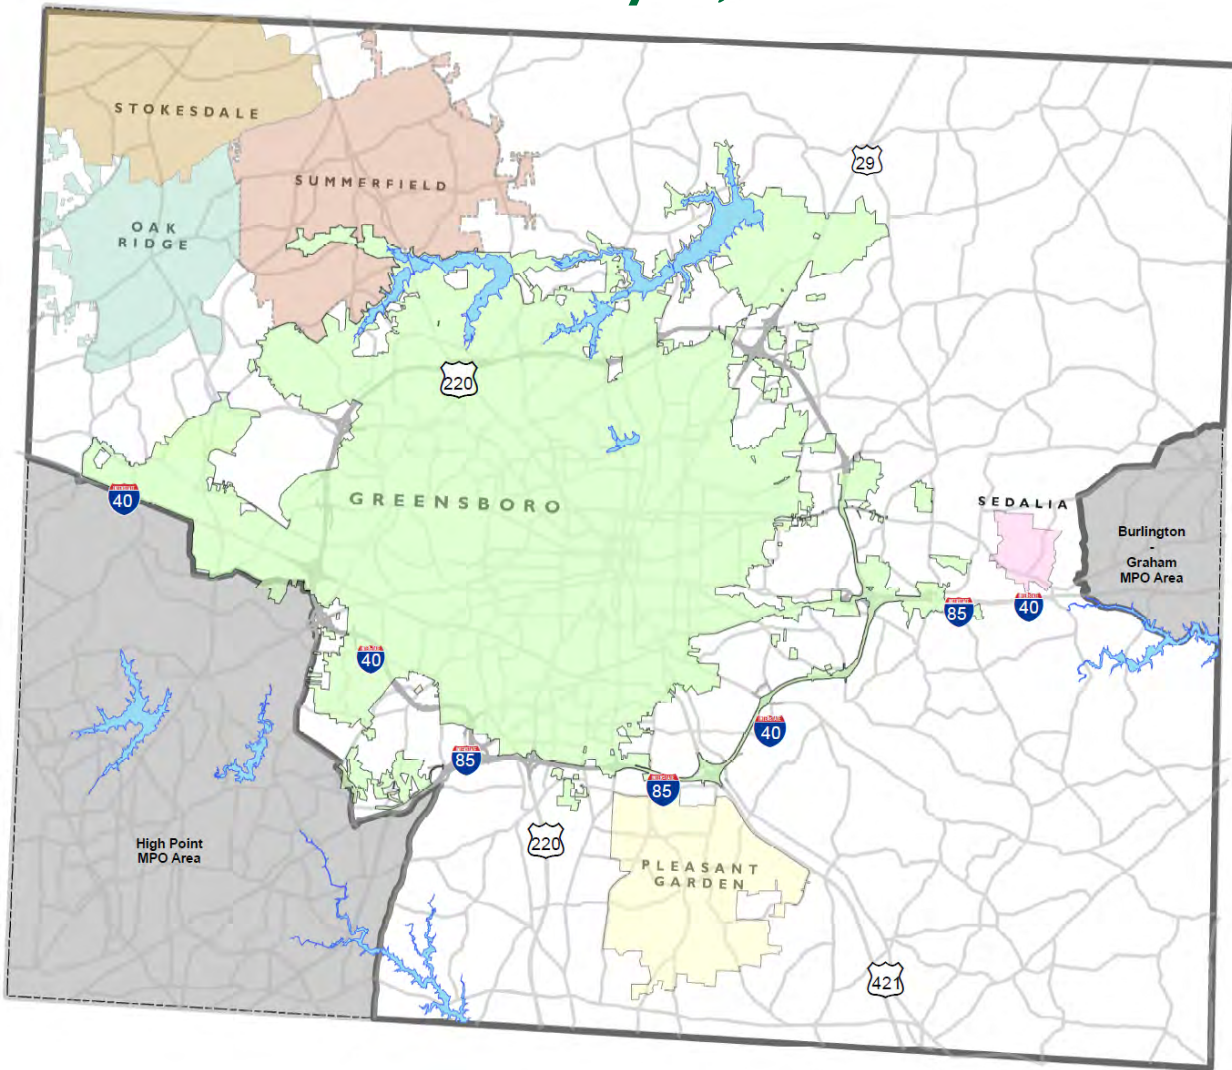 STOKESDALE
SUMMERFIELD
OAK
RIDGE
29
220
GREENSBORO
40
SEDALIA
Burlington
-
Graham
MPO Area
85
40
40
40
85
85
High Point
MPO Area
220
PLEASANT
GARDEN
421